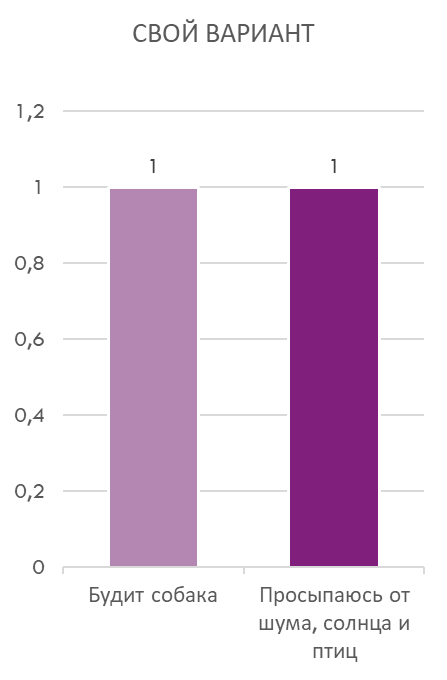 СВОЙ ВАРИАНТ
1,2
1
0,8
0,6
0,4
0,2
0
1
1
Будит собака
Просыпаюсь от
шума, солнца и
птиц